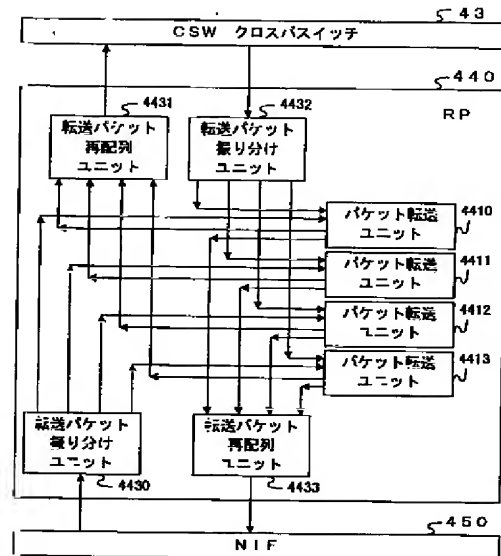 43
CSW クロスバスイッチ
440
RP
4431
転送パケット
再配列
ユニット
4432
転送パケット
振り分け
ユニット
パケット転送
ユニット
4410
パケット転送
ユニット
4411
パケット転送
ユニット
4412
パケット転送
ユニット
4413
転送パケット
振り分け
ユニット
4430
転送パケット
再配列
ユニット
4433
450
NIF